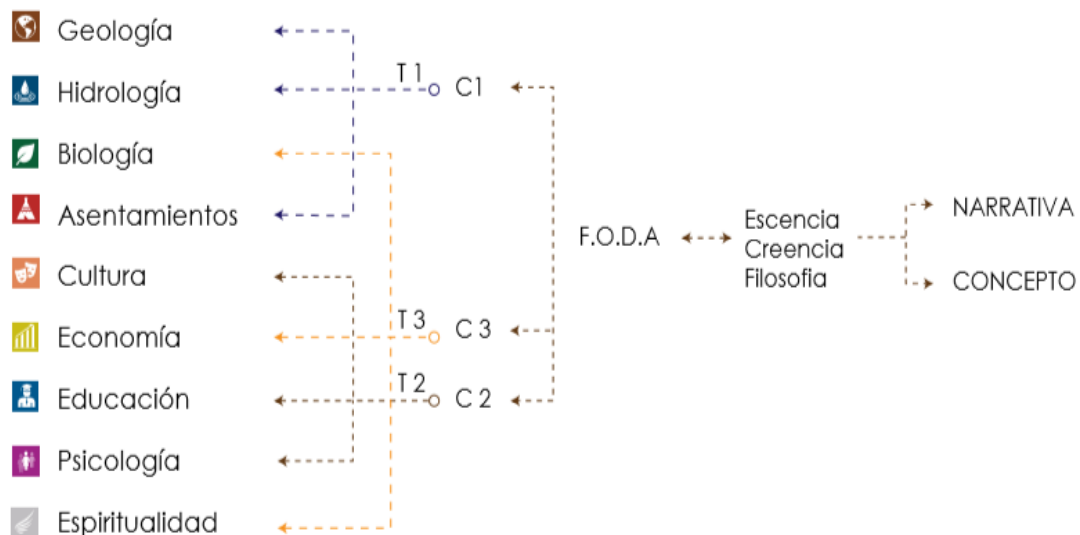 Geología
Hidrología
Biología
Asentamientos
Cultura
Economía
Educación
Psicología
Espiritualidad
T 1
C1
T 3
C 3
T 2
C 2
F.O.D.A
Escencia
Creencia
Filosofia
NARRATIVA
CONCEPTO